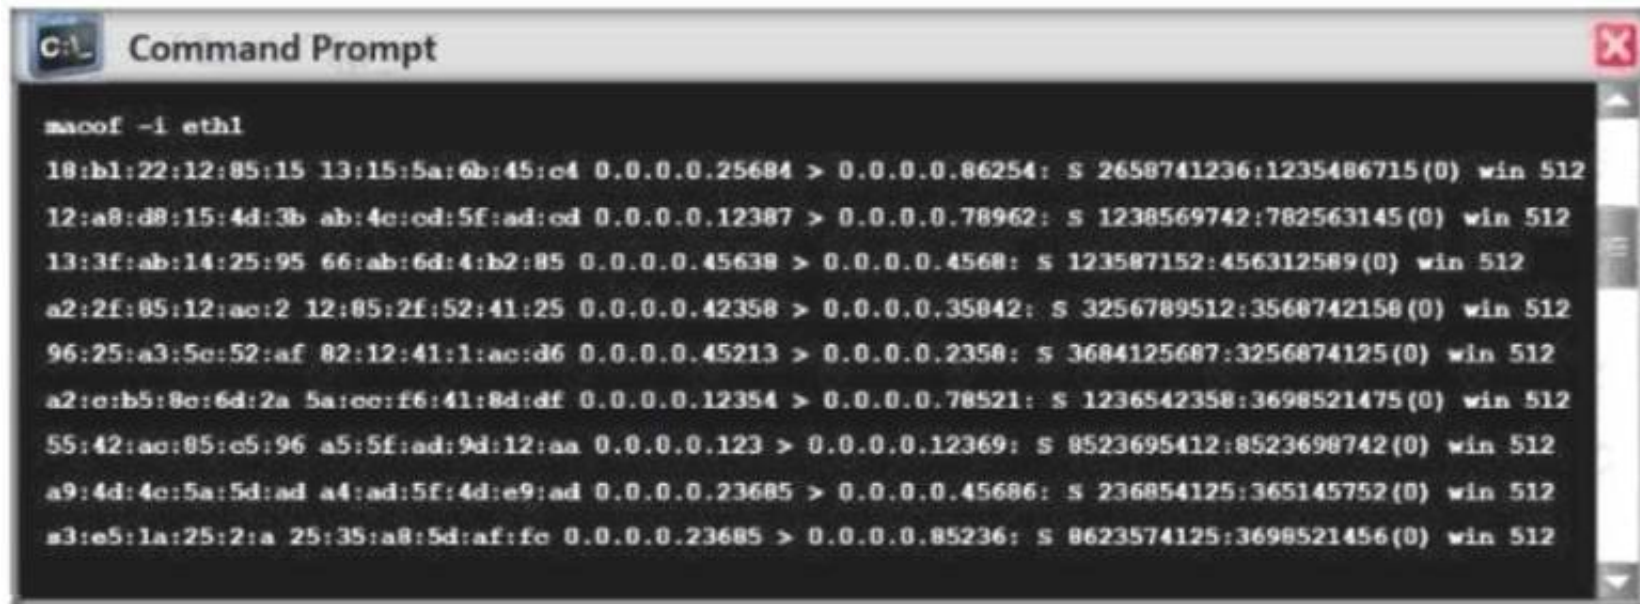 C:\_
Command Prompt
macof -i eth1
18:b1:22:12:85:15 13:15:5a:6b:45:c4 0.0.0.0.25684 > 0.0.0.0.86254: S 2658741236:1235486715(0) win 512
12:a8:d8:15:4d:3b ab:4c:cd:5f:ad:cd 0.0.0.0.12387 > 0.0.0.0.78962: S 1238569742:782563145(0) win 512
13:3f:ab:14:25:95 66:ab:6d:4:b2:85 0.0.0.0.45638 > 0.0.0.0.4568: S 123587152:456312589(0) win 512
a2:2f:85:12:ac:2 12:85:2f:52:41:25 0.0.0.0.42358 > 0.0.0.0.35842: S 3256789512:3568742158(0) win 512
96:25:a3:5c:52:af 82:12:41:1:ac:d6 0.0.0.0.45213 > 0.0.0.0.2358: S 3684125687:3256874125(0) win 512
a2:c:b5:8c:6d:2a 5a:cc:f6:41:8d:df 0.0.0.0.12354 > 0.0.0.0.78521: S 1236542358:3698521475(0) win 512
55:42:ac:85:c5:96 a5:5f:ad:9d:12:aa 0.0.0.0.123 > 0.0.0.0.12369: S 8523695412:8523698742(0) win 512
a9:4d:4c:5a:5d:ad a4:ad:5f:4d:e9:ad 0.0.0.0.23685 > 0.0.0.0.45686: S 236854125:365145752(0) win 512
s3:e5:1a:25:2:a 25:35:a8:5d:af:fc 0.0.0.0.23685 > 0.0.0.0.85236: S 8623574125:3698521456(0) win 512